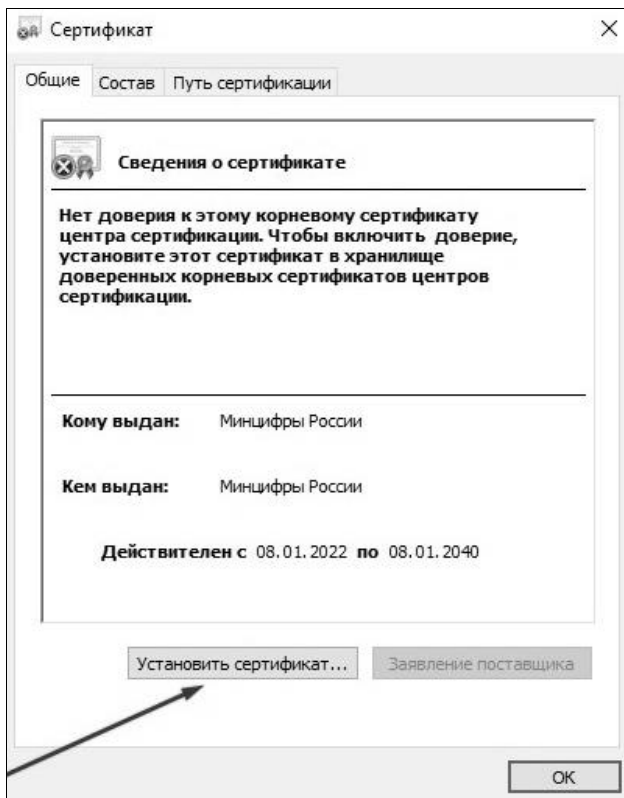 Сертификат
Общие Состав Путь сертификации
Сведения о сертификате
Нет доверия к этому корневому сертификату
центра сертификации. Чтобы включить доверие,
установите этот сертификат в хранилище
доверенных корневых сертификатов центров
сертификации.
Кому выдан: Минцифры России
Кем выдан: Минцифры России
Действителен с 08.01.2022 по 08.01.2040
Установить сертификат... Заявление поставщика
ОК